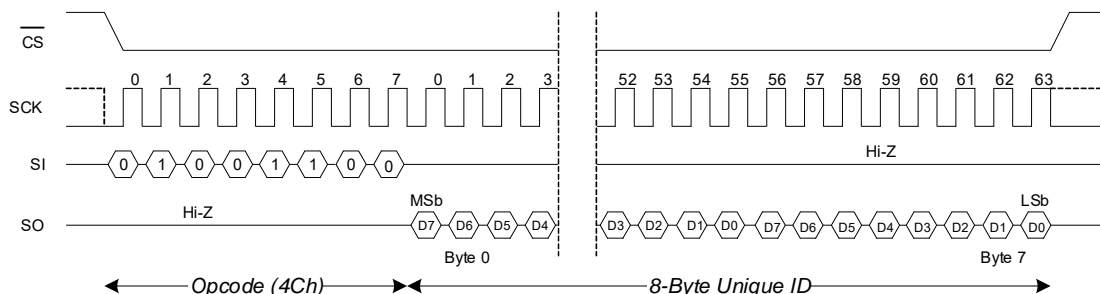 CS
0 1 2 3 4 5 6 7 0 1 2 3 52 53 54 55 56 57 58 59 60 61 62 63
SCK
Hi-Z
SI 0 1 0 0 1 1 0 0
Hi-Z MSb LSb
SO D7 D6 D5 D4 D3 D2 D1 D0 D7 D6 D5 D4 D3 D2 D1 D0
Byte 0 Byte 7
Opcode (4Ch) 8-Byte Unique ID